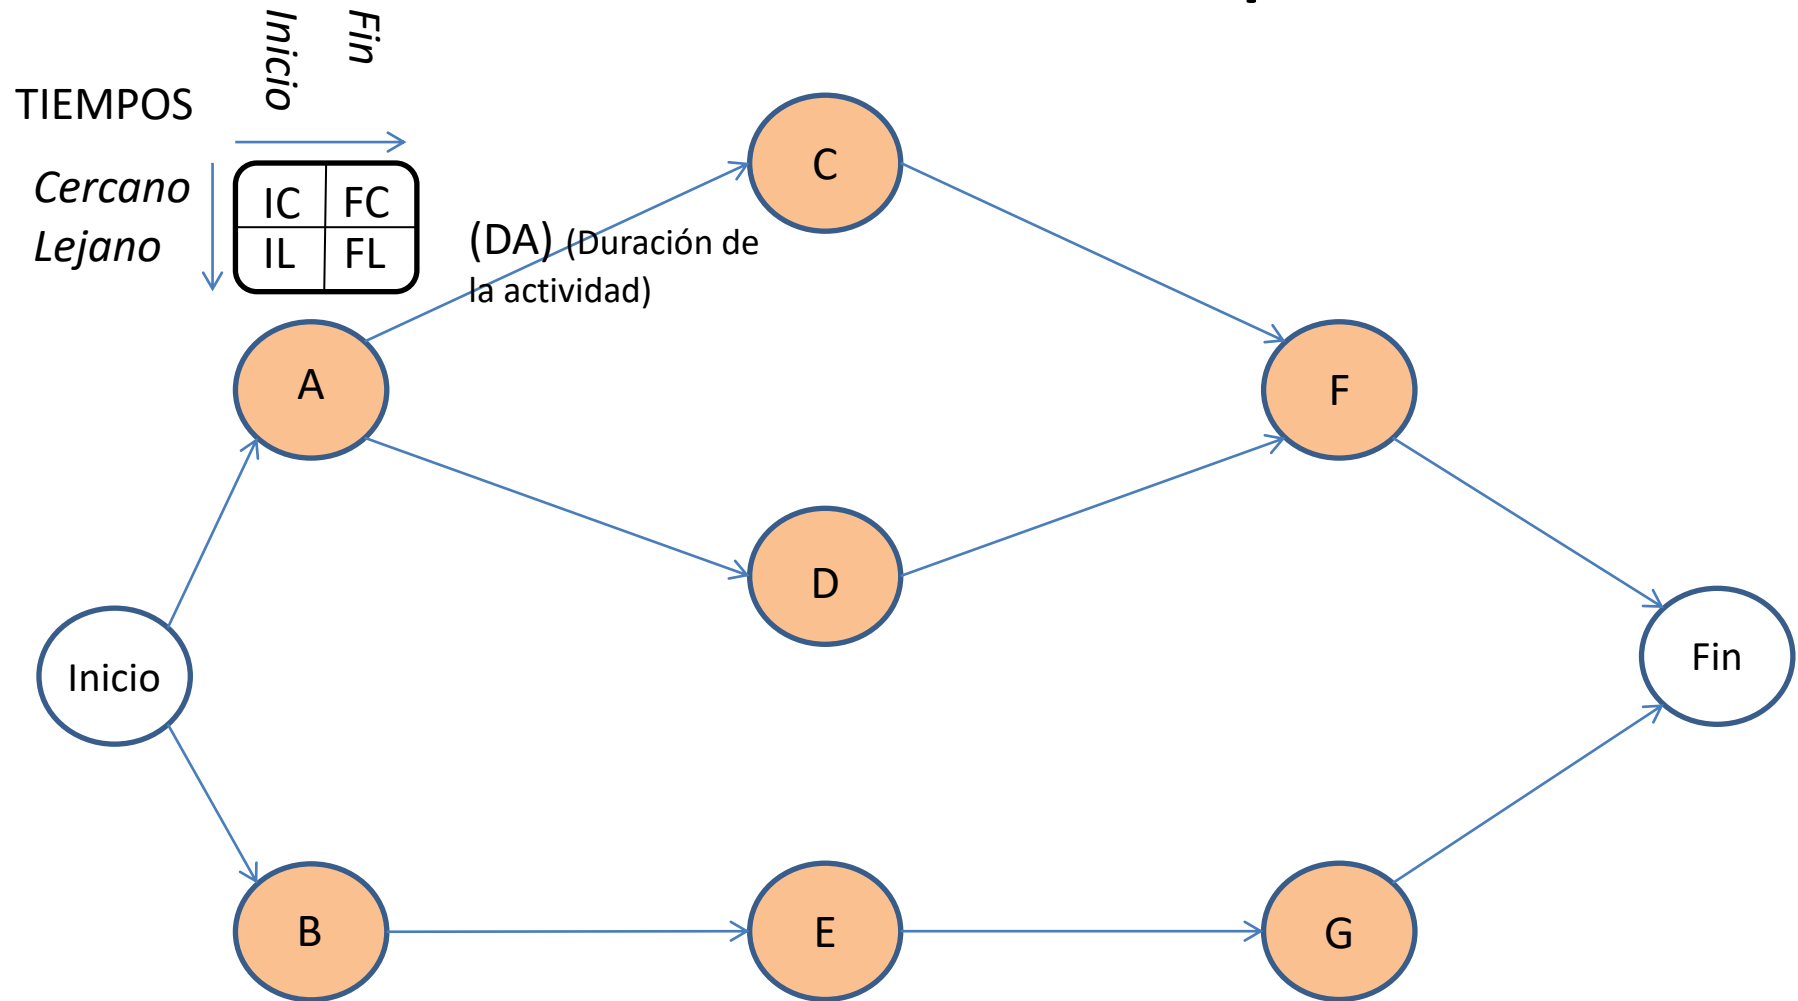 Inicio
Fin
TIEMPOS
Cercano
Lejano
IC FC
IL FL
(DA) (Duración de
la actividad)
C
A
F
D
Inicio
Fin
B
E
G